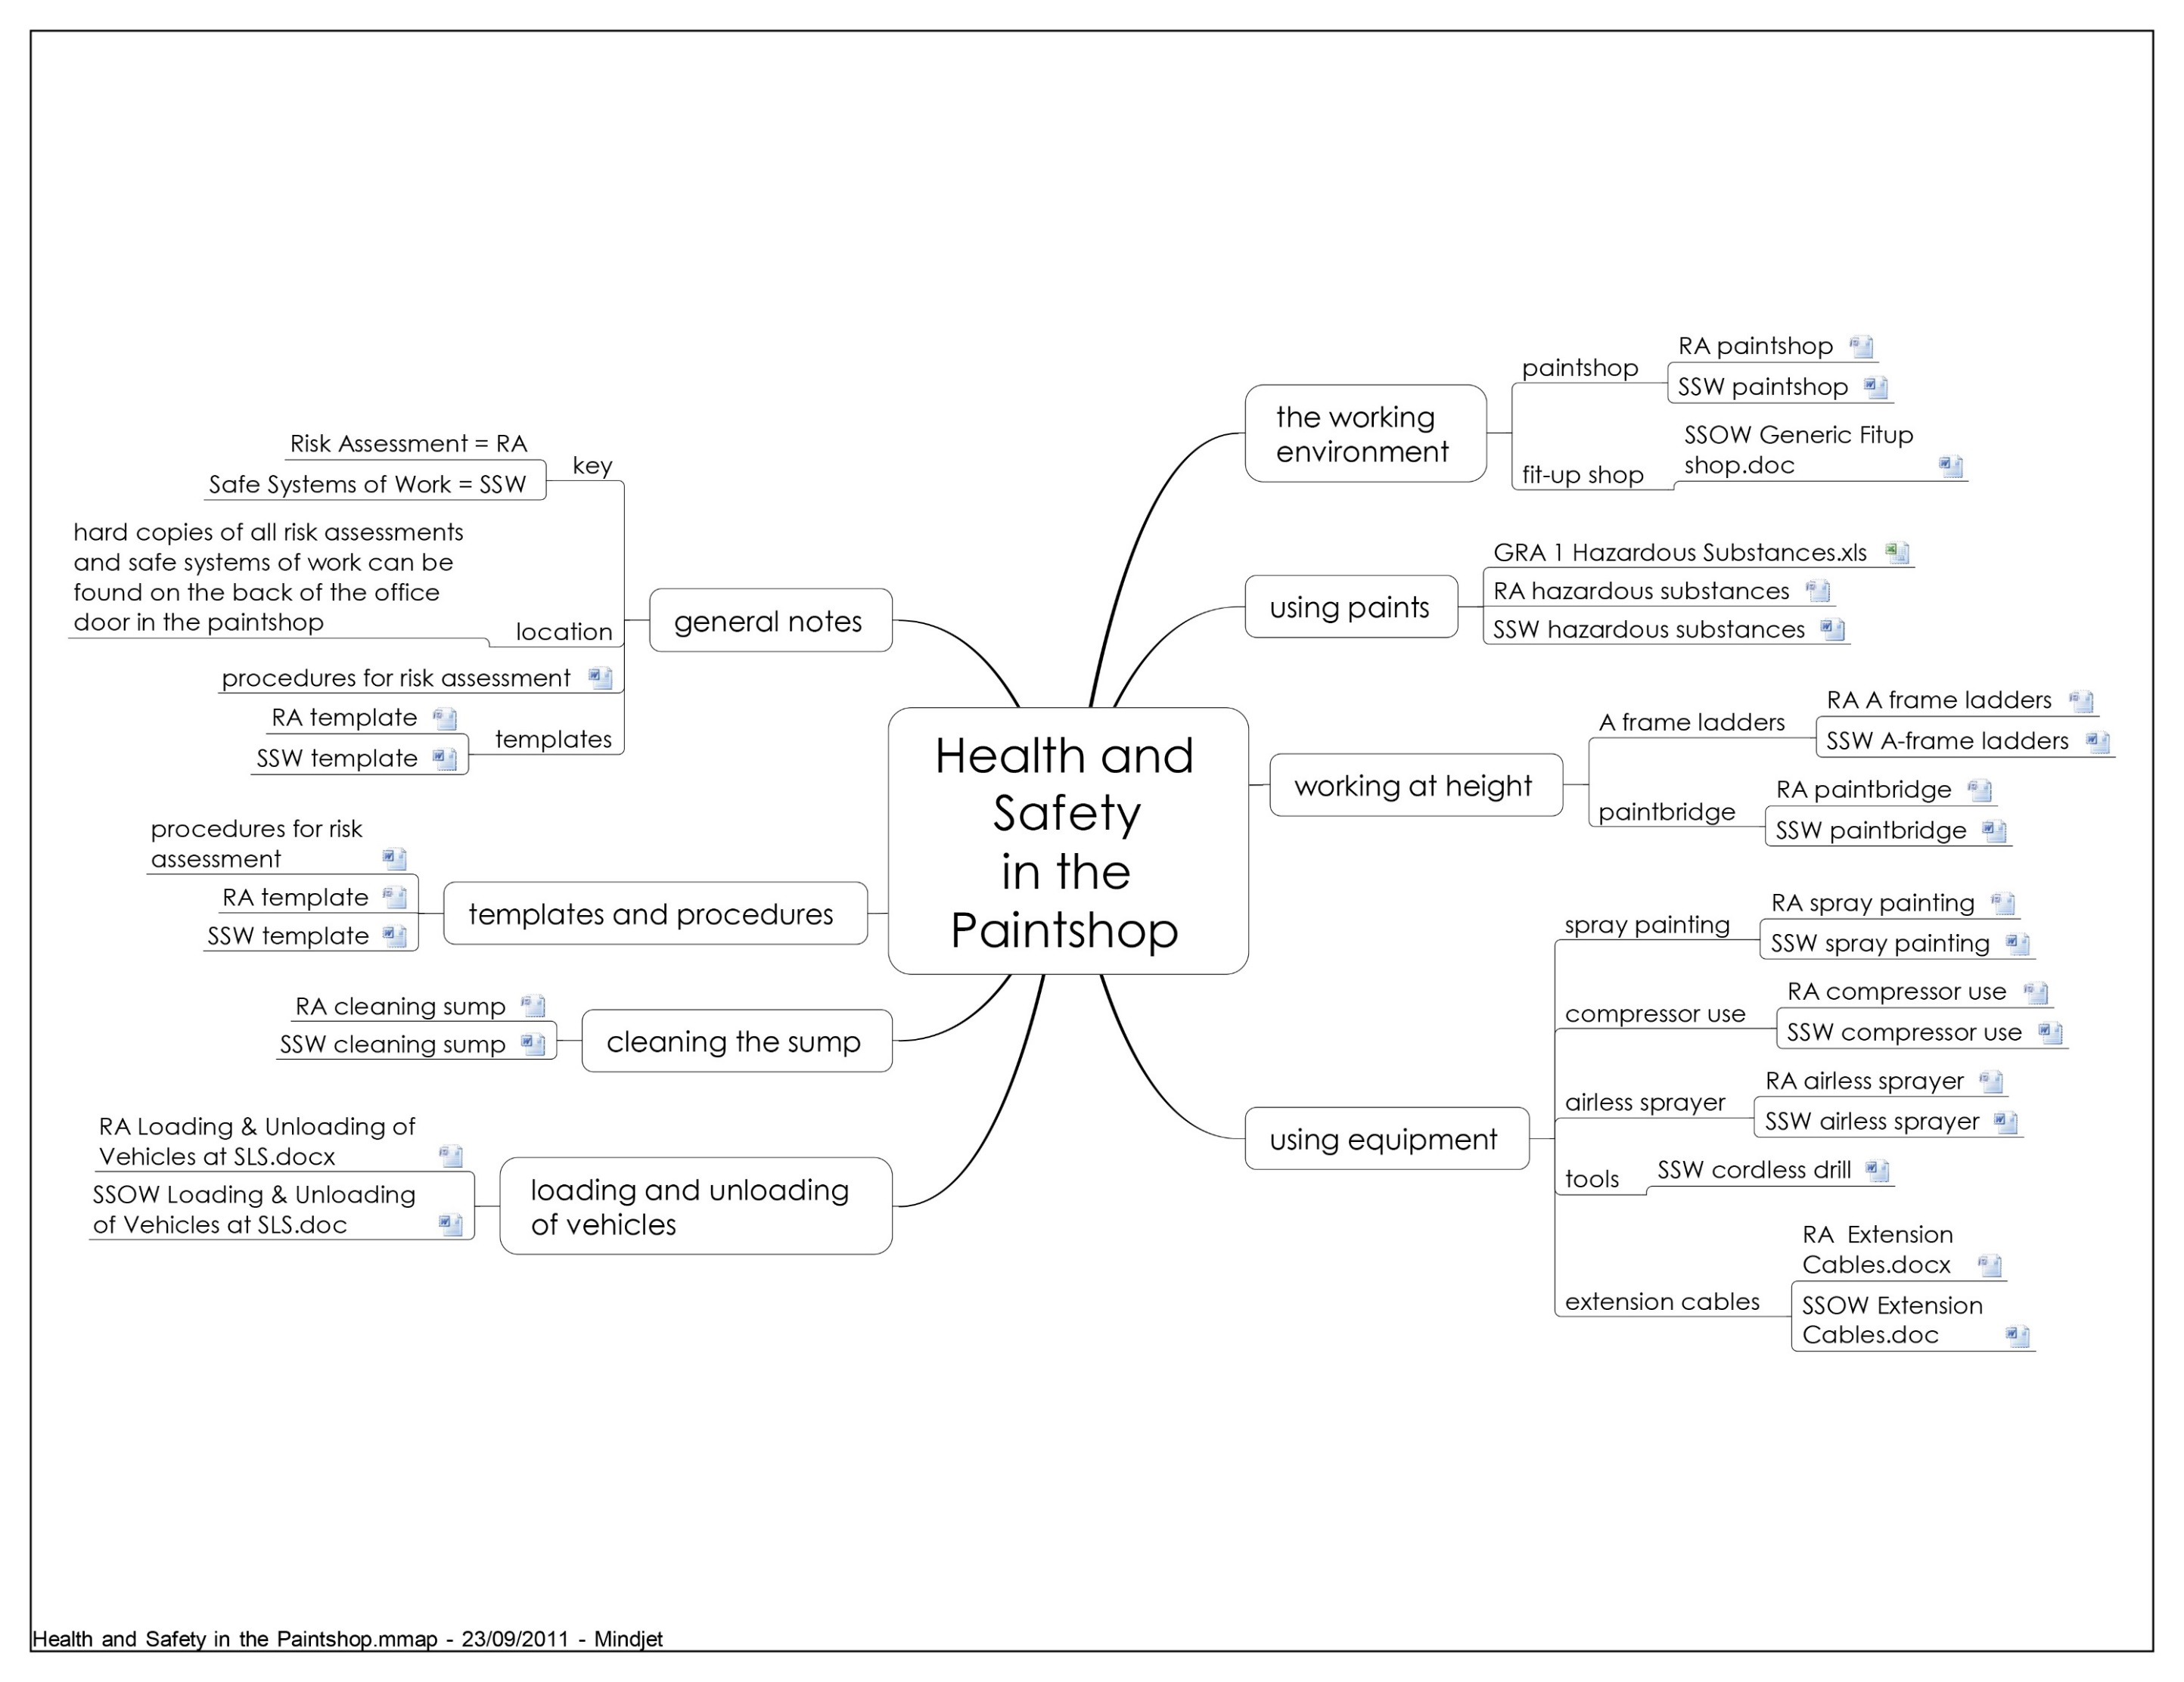 Health and
Safety
in the
Paintshop
the working
environment
paintshop
RA paintshop
SSW paintshop
fit-up shop
SSOW Generic Fitup
shop.doc
using paints
GRA 1 Hazardous Substances.xls
RA hazardous substances
SSW hazardous substances
working at height
A frame ladders
RA A frame ladders
SSW A-frame ladders
paintbridge
RA paintbridge
SSW paintbridge
using equipment
spray painting
RA spray painting
SSW spray painting
compressor use
RA compressor use
SSW compressor use
airless sprayer
RA airless sprayer
SSW airless sprayer
tools
SSW cordless drill
extension cables
RA  Extension
Cables.docx
SSOW Extension
Cables.doc
general notes
key
Risk Assessment = RA
Safe Systems of Work = SSW
location
hard copies of all risk assessments
and safe systems of work can be
found on the back of the office
door in the paintshop
procedures for risk assessment
templates
RA template
SSW template
templates and procedures
procedures for risk
assessment
RA template
SSW template
cleaning the sump
RA cleaning sump
SSW cleaning sump
loading and unloading
of vehicles
RA Loading & Unloading of
Vehicles at SLS.docx
SSOW Loading & Unloading
of Vehicles at SLS.doc
Health and Safety in the Paintshop.mmap - 23/09/2011 - Mindjet